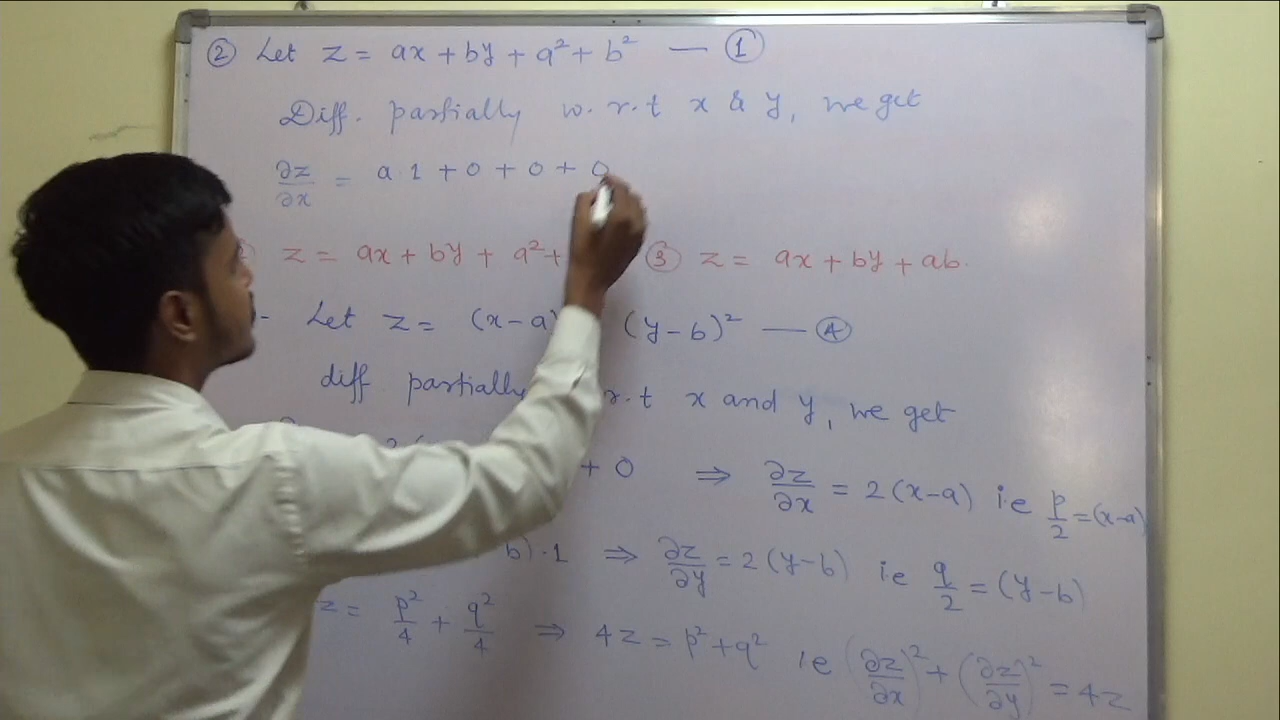 ② Let z = ax + by + a² + b² — ①
Diff. partially w.r.t x & y, we get
∂z/∂x = a.1 + 0 + 0 + 0
z = ax + by + a² + ③ z = ax + by + ab.
Let z = (x-a) (y-b)² — Ⓐ
diff partially r.t x and y, we get
+ 0 ⇒ ∂z/∂x = 2(x-a) ie p/2 = (x-a)
b).1 ⇒ ∂z/∂y = 2(y-b) ie q/2 = (y-b)
z = p²/4 + q²/4 ⇒ 4z = p² + q² ie (∂z/∂x)² + (∂z/∂y)² = 4z